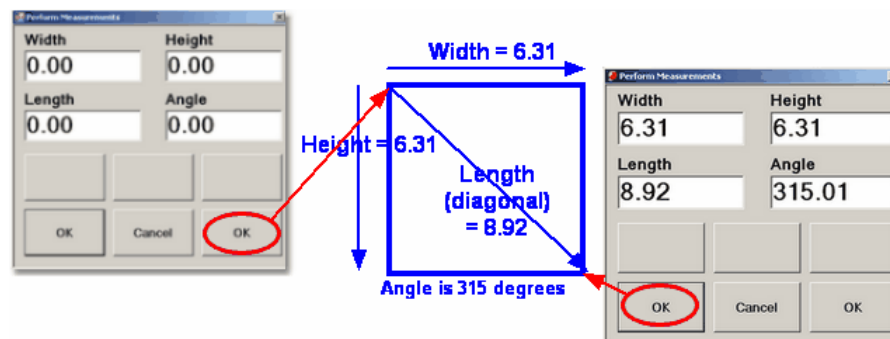 Perform Measurements
Width Height
0.00 0.00
Length Angle
0.00 0.00
OK Cancel OK
Width = 6.31
Height = 6.31
Length
(diagonal)
= 8.92
Angle is 315 degrees
Perform Measurements
Width Height
6.31 6.31
Length Angle
8.92 315.01
OK Cancel OK